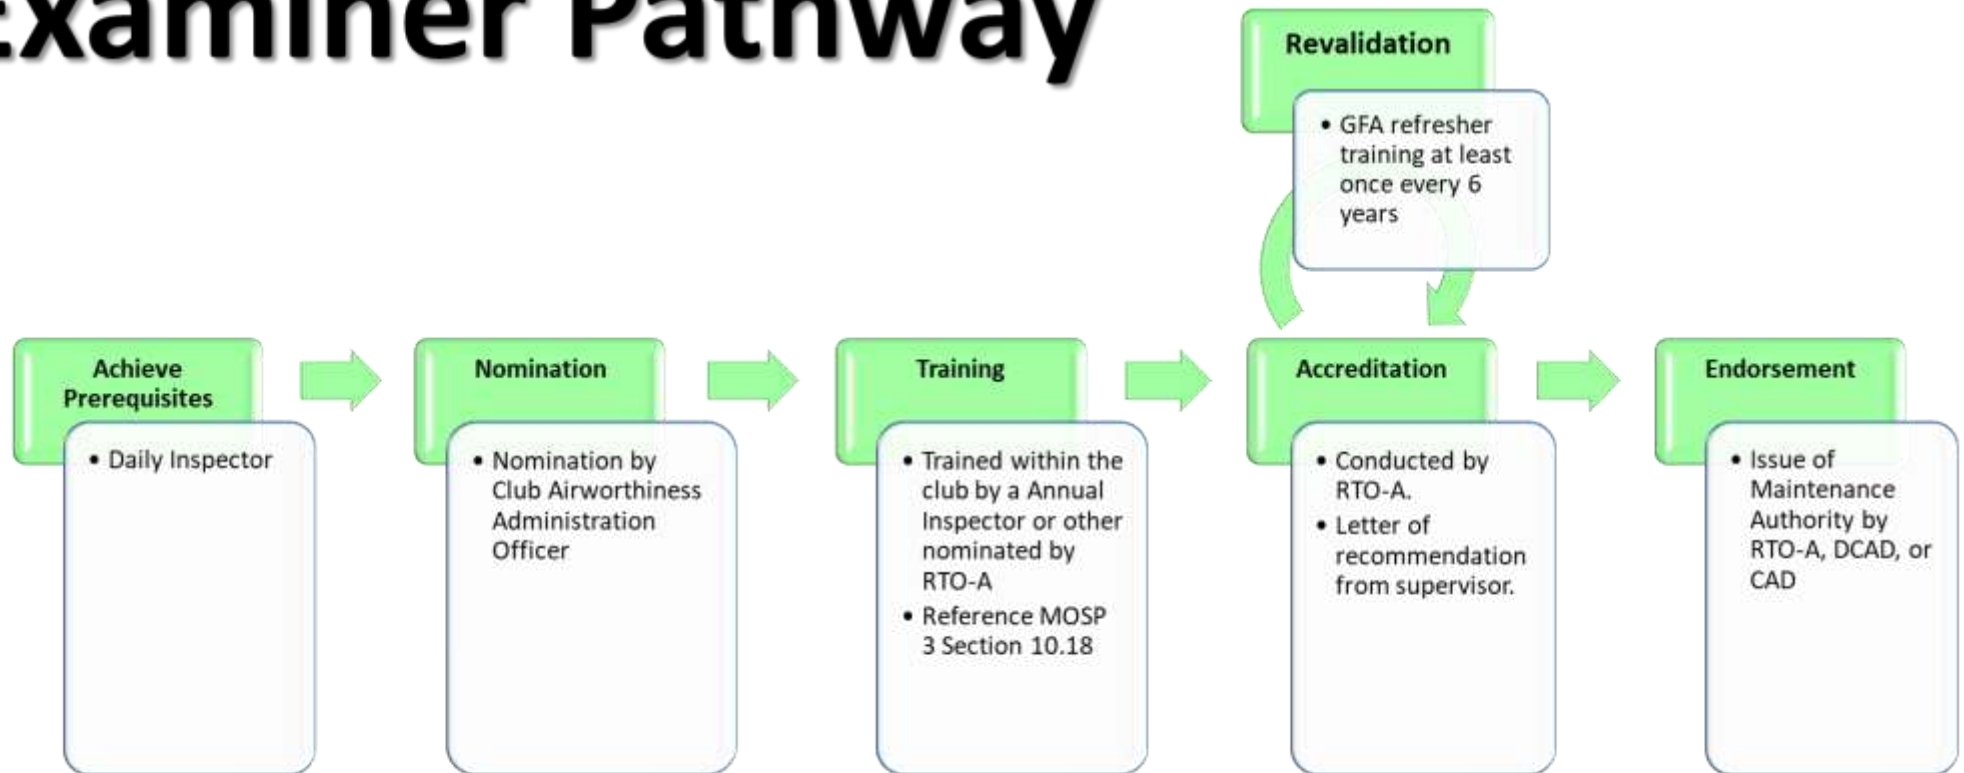 Examiner Pathway
Revalidation
• GFA refresher
training at least
once every 6
years
Achieve
Prerequisites
• Daily Inspector
Nomination
• Nomination by
Club Airworthiness
Administration
Officer
Training
• Trained within the
club by a Annual
Inspector or other
nominated by
RTO-A
• Reference MOSP
3 Section 10.18
Accreditation
• Conducted by
RTO-A.
• Letter of
recommendation
from supervisor.
Endorsement
• Issue of
Maintenance
Authority by
RTO-A, DCAD, or
CAD